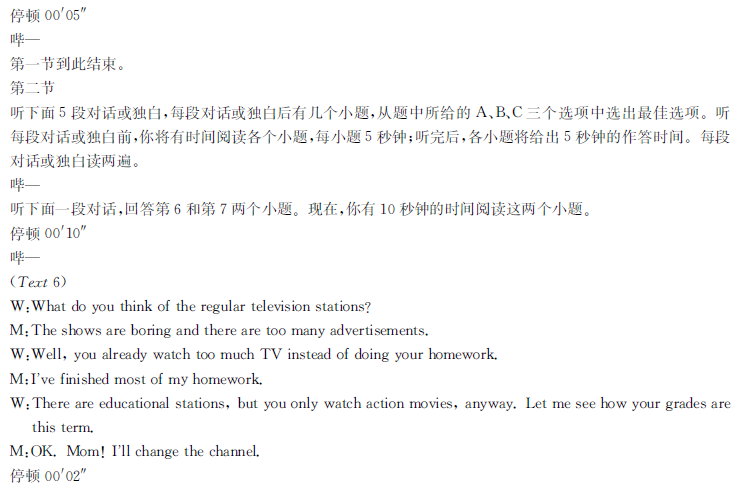 停顿 00′05″
哔—
第一节到此结束。
第二节
听下面 5 段对话或独白,每段对话或独白后有几个小题,从题中所给的 A、B、C 三个选项中选出最佳选项。听
每段对话或独白前,你将有时间阅读各个小题,每小题 5 秒钟;听完后,各小题将给出 5 秒钟的作答时间。每段
对话或独白读两遍。
哔—
听下面一段对话,回答第 6 和第 7 两个小题。现在,你有 10 秒钟的时间阅读这两个小题。
停顿 00′10″
哔—
(Text 6)
W:What do you think of the regular television stations?
M:The shows are boring and there are too many advertisements.
W:Well, you already watch too much TV instead of doing your homework.
M:I've finished most of my homework.
W:There are educational stations, but you only watch action movies, anyway. Let me see how your grades are
this term.
M:OK. Mom! I'll change the channel.
停顿 00′02″